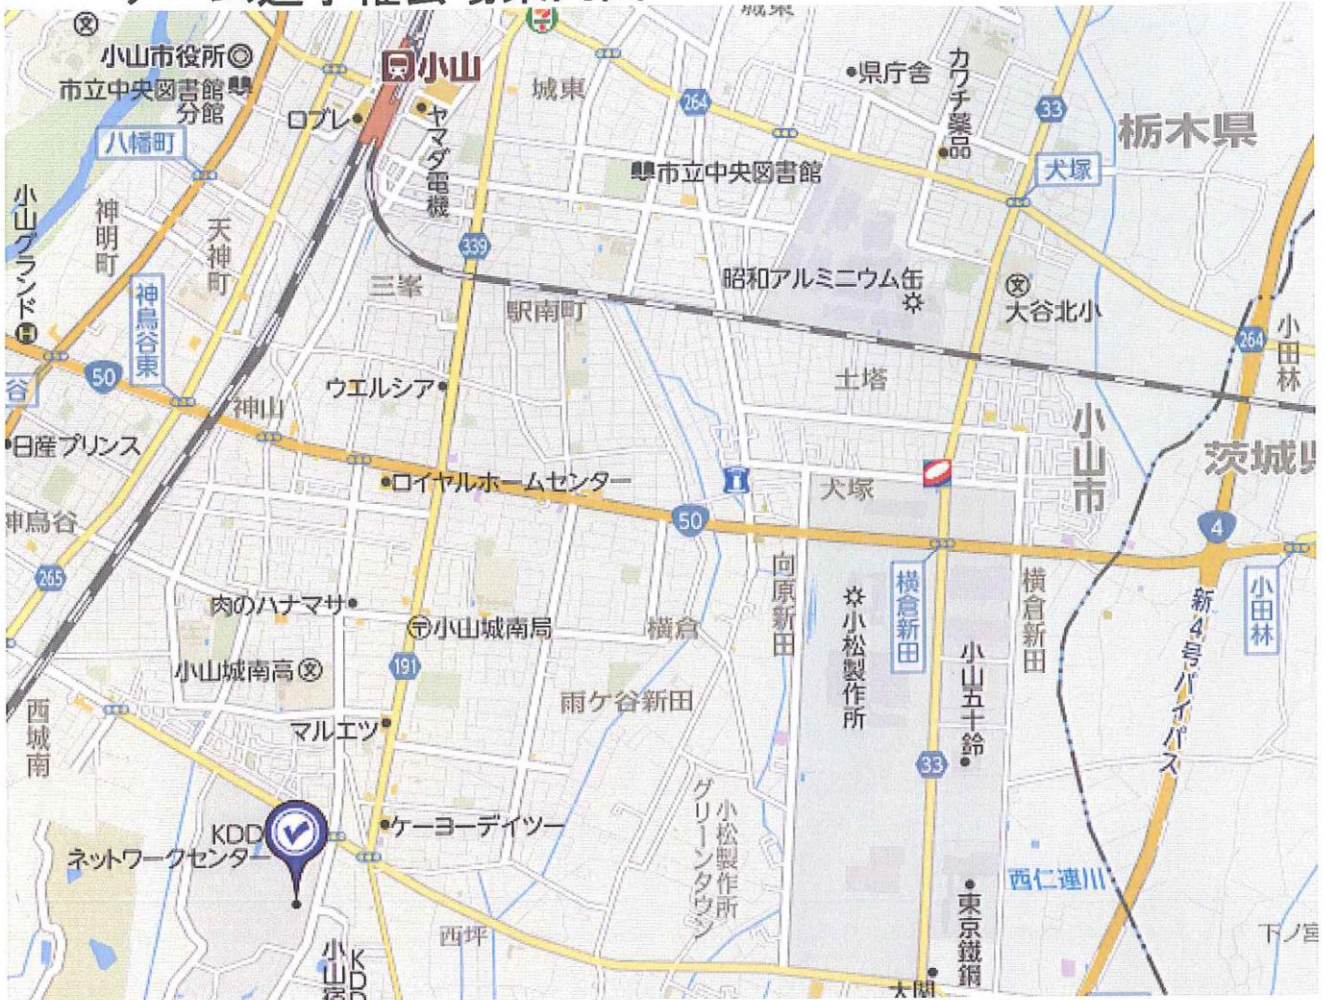 小山市役所
市立中央図書館
分館
八幡町
ロブレ
小山
ヤマダ電機
城東
264
県庁舎
カワチ薬品
33
栃木県
市立中央図書館
犬塚
小山グランド
H
神明町
天神町
神鳥谷東
339
三峯
駅南町
昭和アルミニウム缶
文
大谷北小
264
小田林
50
谷
神山
ウエルシア
土塔
小山市
茨城県
日産プリンス
ロイヤルホームセンター
犬塚
神鳥谷
50
4
265
向原新田
横倉新田
横倉新田
小田林
新4号バイパス
肉のハナマサ
小山城南局
横倉
小松製作所
小山五十鈴
小山城南高
文
191
雨ケ谷新田
西城南
マルエツ
33
小松製作所
グリーンタウン
KDD
ネットワークセンター
ケーヨーデイツー
西仁連川
西坪
東京鐵鋼
下ノ宮
大関
小山宿
KDD